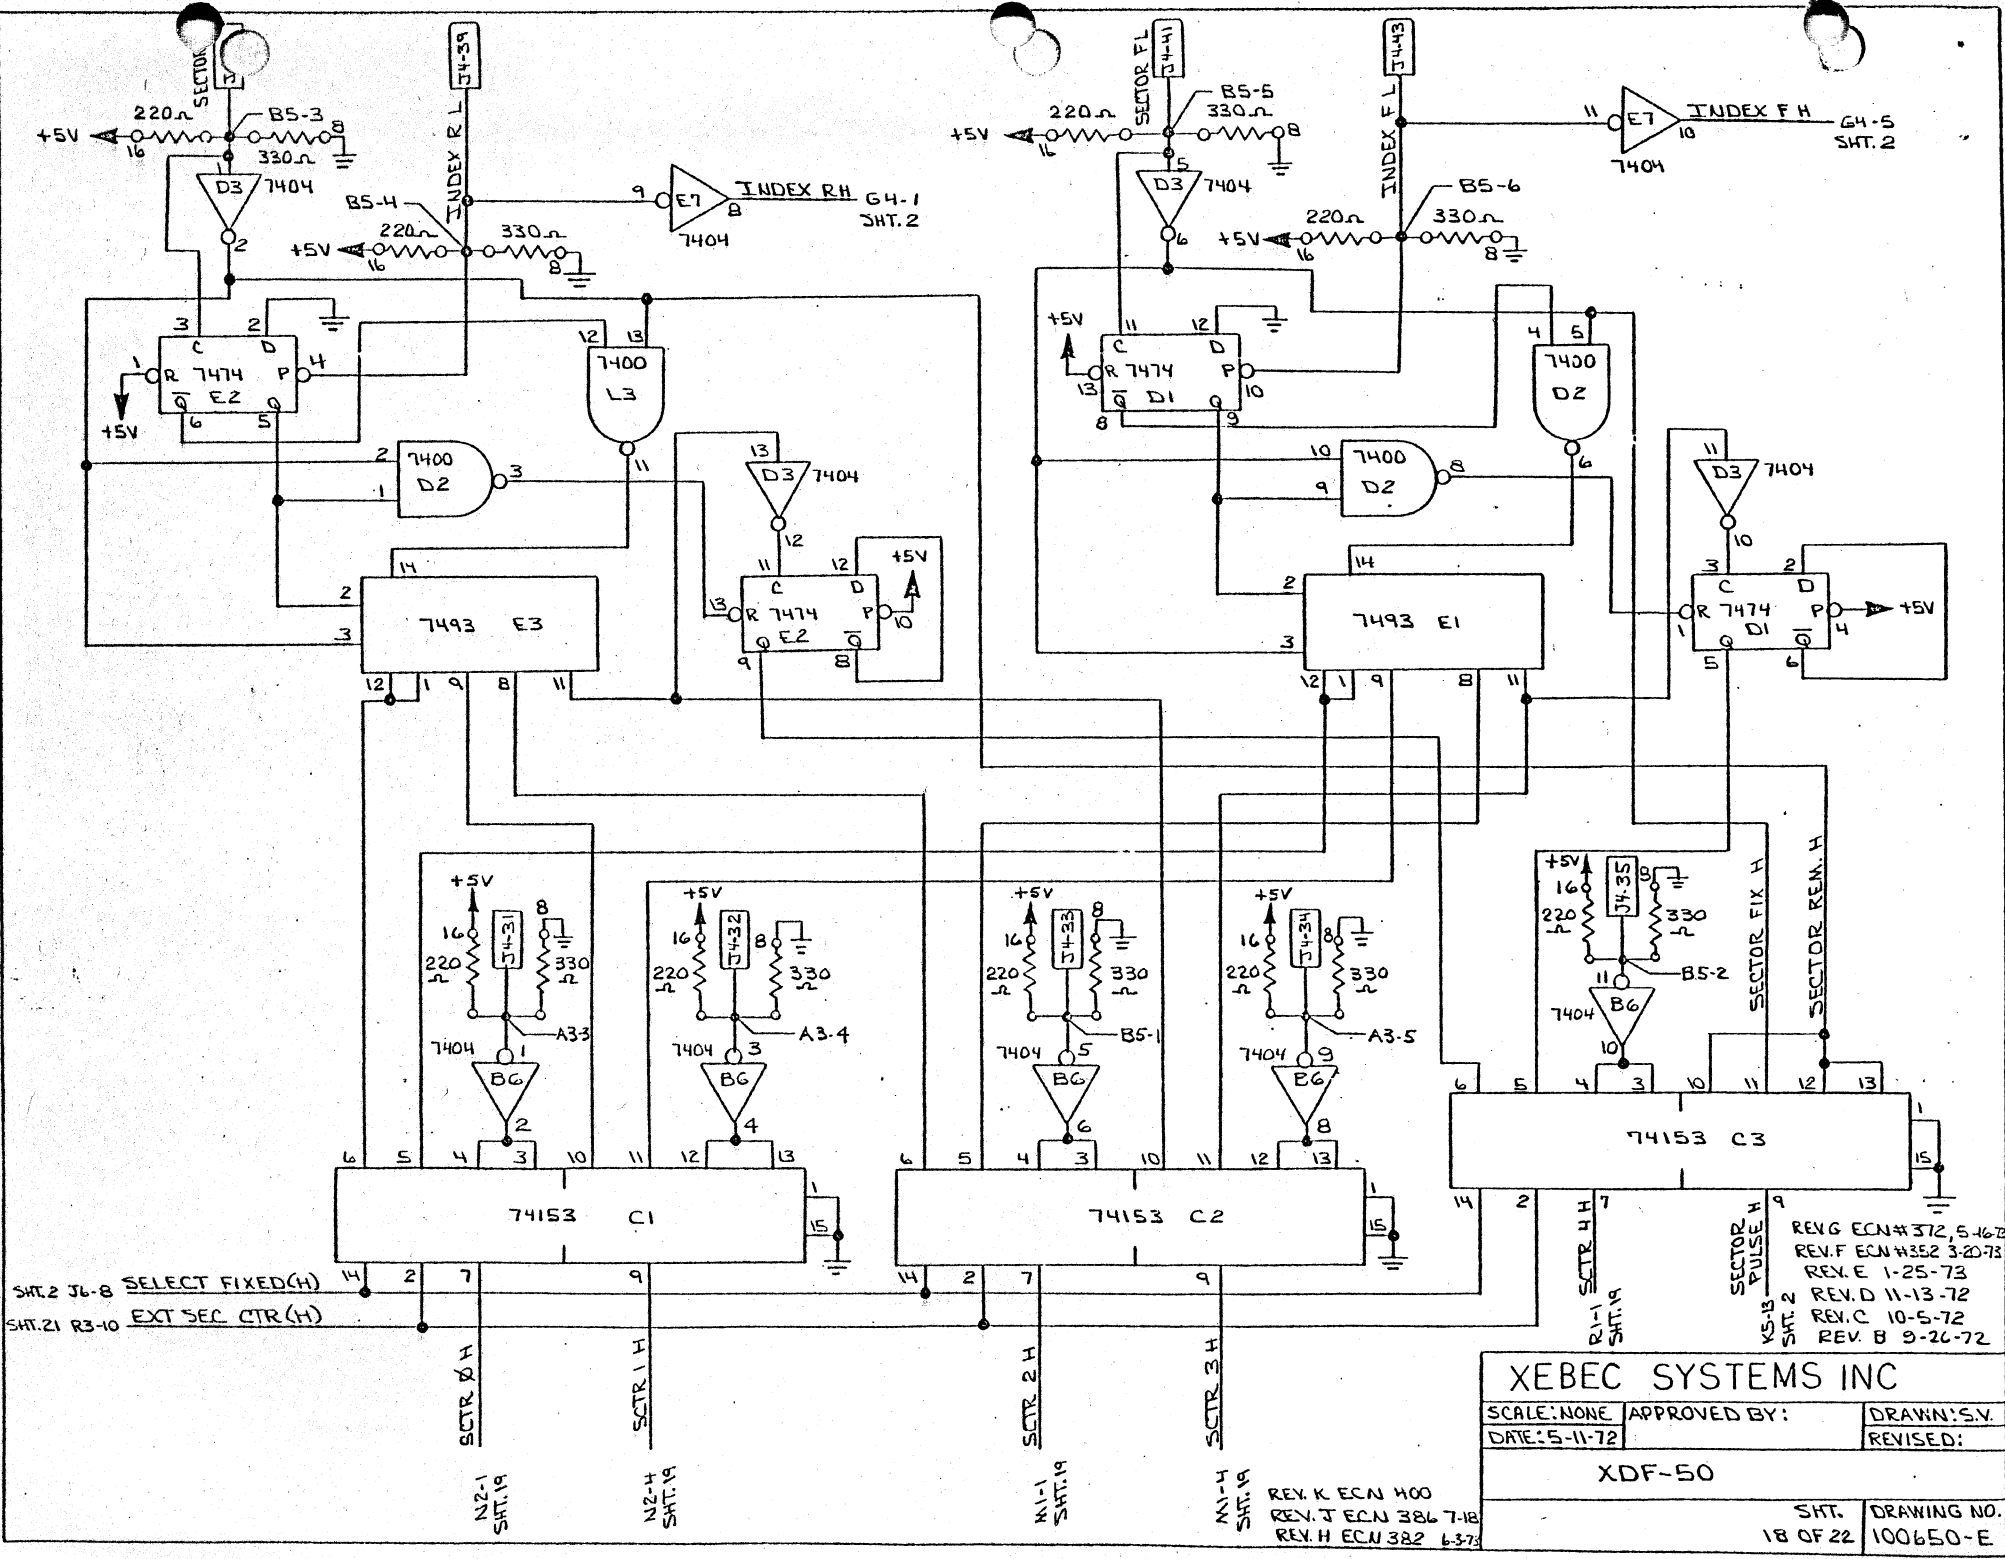 SECTOR
J4-39
INDEX R L
220Ω
B5-3
+5V
16
8
330Ω
1
D3
7404
2
B5-4
220Ω
330Ω
+5V
16
8
9
E7
8
INDEX RH
G4-1
SHT.2
7404
SECTOR FL
J4-41
J4-43
INDEX F L
B5-5
220Ω
330Ω
+5V
16
8
5
D3
7404
6
11
E7
10
INDEX F H
G4-5
SHT.2
7404
B5-6
220Ω
330Ω
+5V
16
8
3
2
C
D
1
R
7474
P
4
E2
Q̅
Q
6
5
+5V
12
13
7400
L3
11
2
7400
3
1
D2
13
D3
7404
12
11
12
C
D
+5V
13
R
7474
P
10
E2
Q
Q̅
9
8
14
2
7493 E3
3
12
1
9
8
11
+5V
11
12
C
D
13
R
7474
P
10
D1
Q̅
Q
8
9
4
5
7400
D2
6
10
7400
8
9
D2
11
D3
7404
10
3
2
C
D
R
7474
P
+5V
1
D1
4
Q
Q̅
5
6
14
2
7493 E1
3
12
1
9
8
11
+5V
16
J4-31
8
220
Ω
330
Ω
A3-3
7404
1
B6
2
+5V
16
J4-32
8
220
Ω
330
Ω
A3-4
7404
3
B6
4
+5V
16
J4-33
8
220
Ω
330
Ω
B5-1
7404
5
B6
6
+5V
16
J4-34
8
220
Ω
330
Ω
A3-5
7404
9
B6
8
+5V
16
J4-35
8
220
Ω
330
Ω
B5-2
11
7404
B6
10
SECTOR FIX H
SECTOR REM. H
6 5 4 3 10 11 12 13
74153 C1
1
15
14 2 7 9
6 5 4 3 10 11 12 13
74153 C2
1
15
14 2 7 9
6 5 4 3 10 11 12 13
74153 C3
1
15
14 2 7 9
SHT.2 J6-8 SELECT FIXED(H)
SHT.21 R3-10 EXT SEC CTR(H)
SCTR Ø H
N2-1
SHT.19
SCTR 1 H
N2-4
SHT.19
SCTR 2 H
M1-1
SHT.19
SCTR 3 H
M1-4
SHT.19
SCTR 4 H
R1-1
SHT.19
SECTOR
PULSE H
K5-13
SHT. 2
REV.F ECN #352 3-20-73
REV. E 1-25-73
REV. D 11-13-72
REV. C 10-5-72
REV. B 9-26-72
REV. K ECN 400
REV. J ECN 386 7-18
REV. H ECN 382
XEBEC SYSTEMS INC
SCALE: NONE
APPROVED BY:
DRAWN: S.V.
DATE: 5-11-72
REVISED:
XDF-50
SHT.
18 OF 22
DRAWING NO.
100650-E